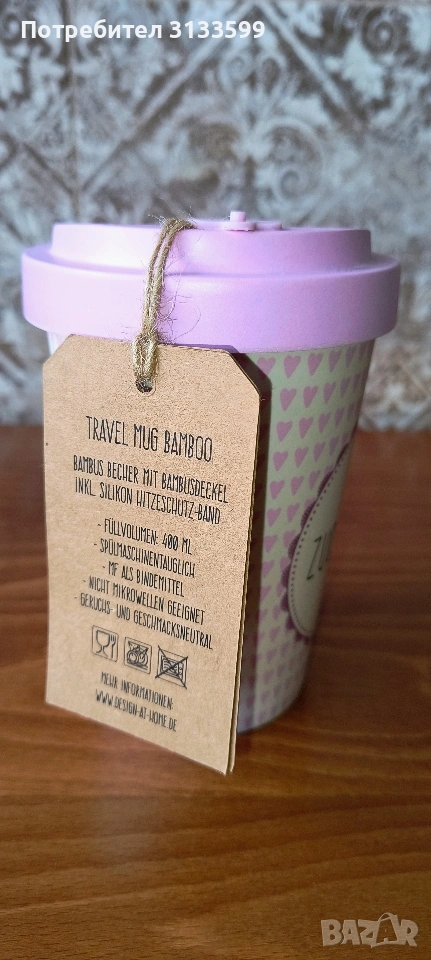 Потребител 3133599
TRAVEL MUG BAMBOO
BAMBUS BECHER MIT BAMBUSDECKEL
INKL. SILIKON HITZESCHUTZ-BAND
- FÜLLVOLUMEN: 400 ML
- SPÜLMASCHINENTAUGLICH
- MF ALS BINDEMITTEL
- NICHT MIKROWELLEN GEEIGNET
- GERUCHS- UND GESCHMACKSNEUTRAL
MEHR INFORMATIONEN:
WWW.DESIGN-AT-HOME.DE
BAZAR